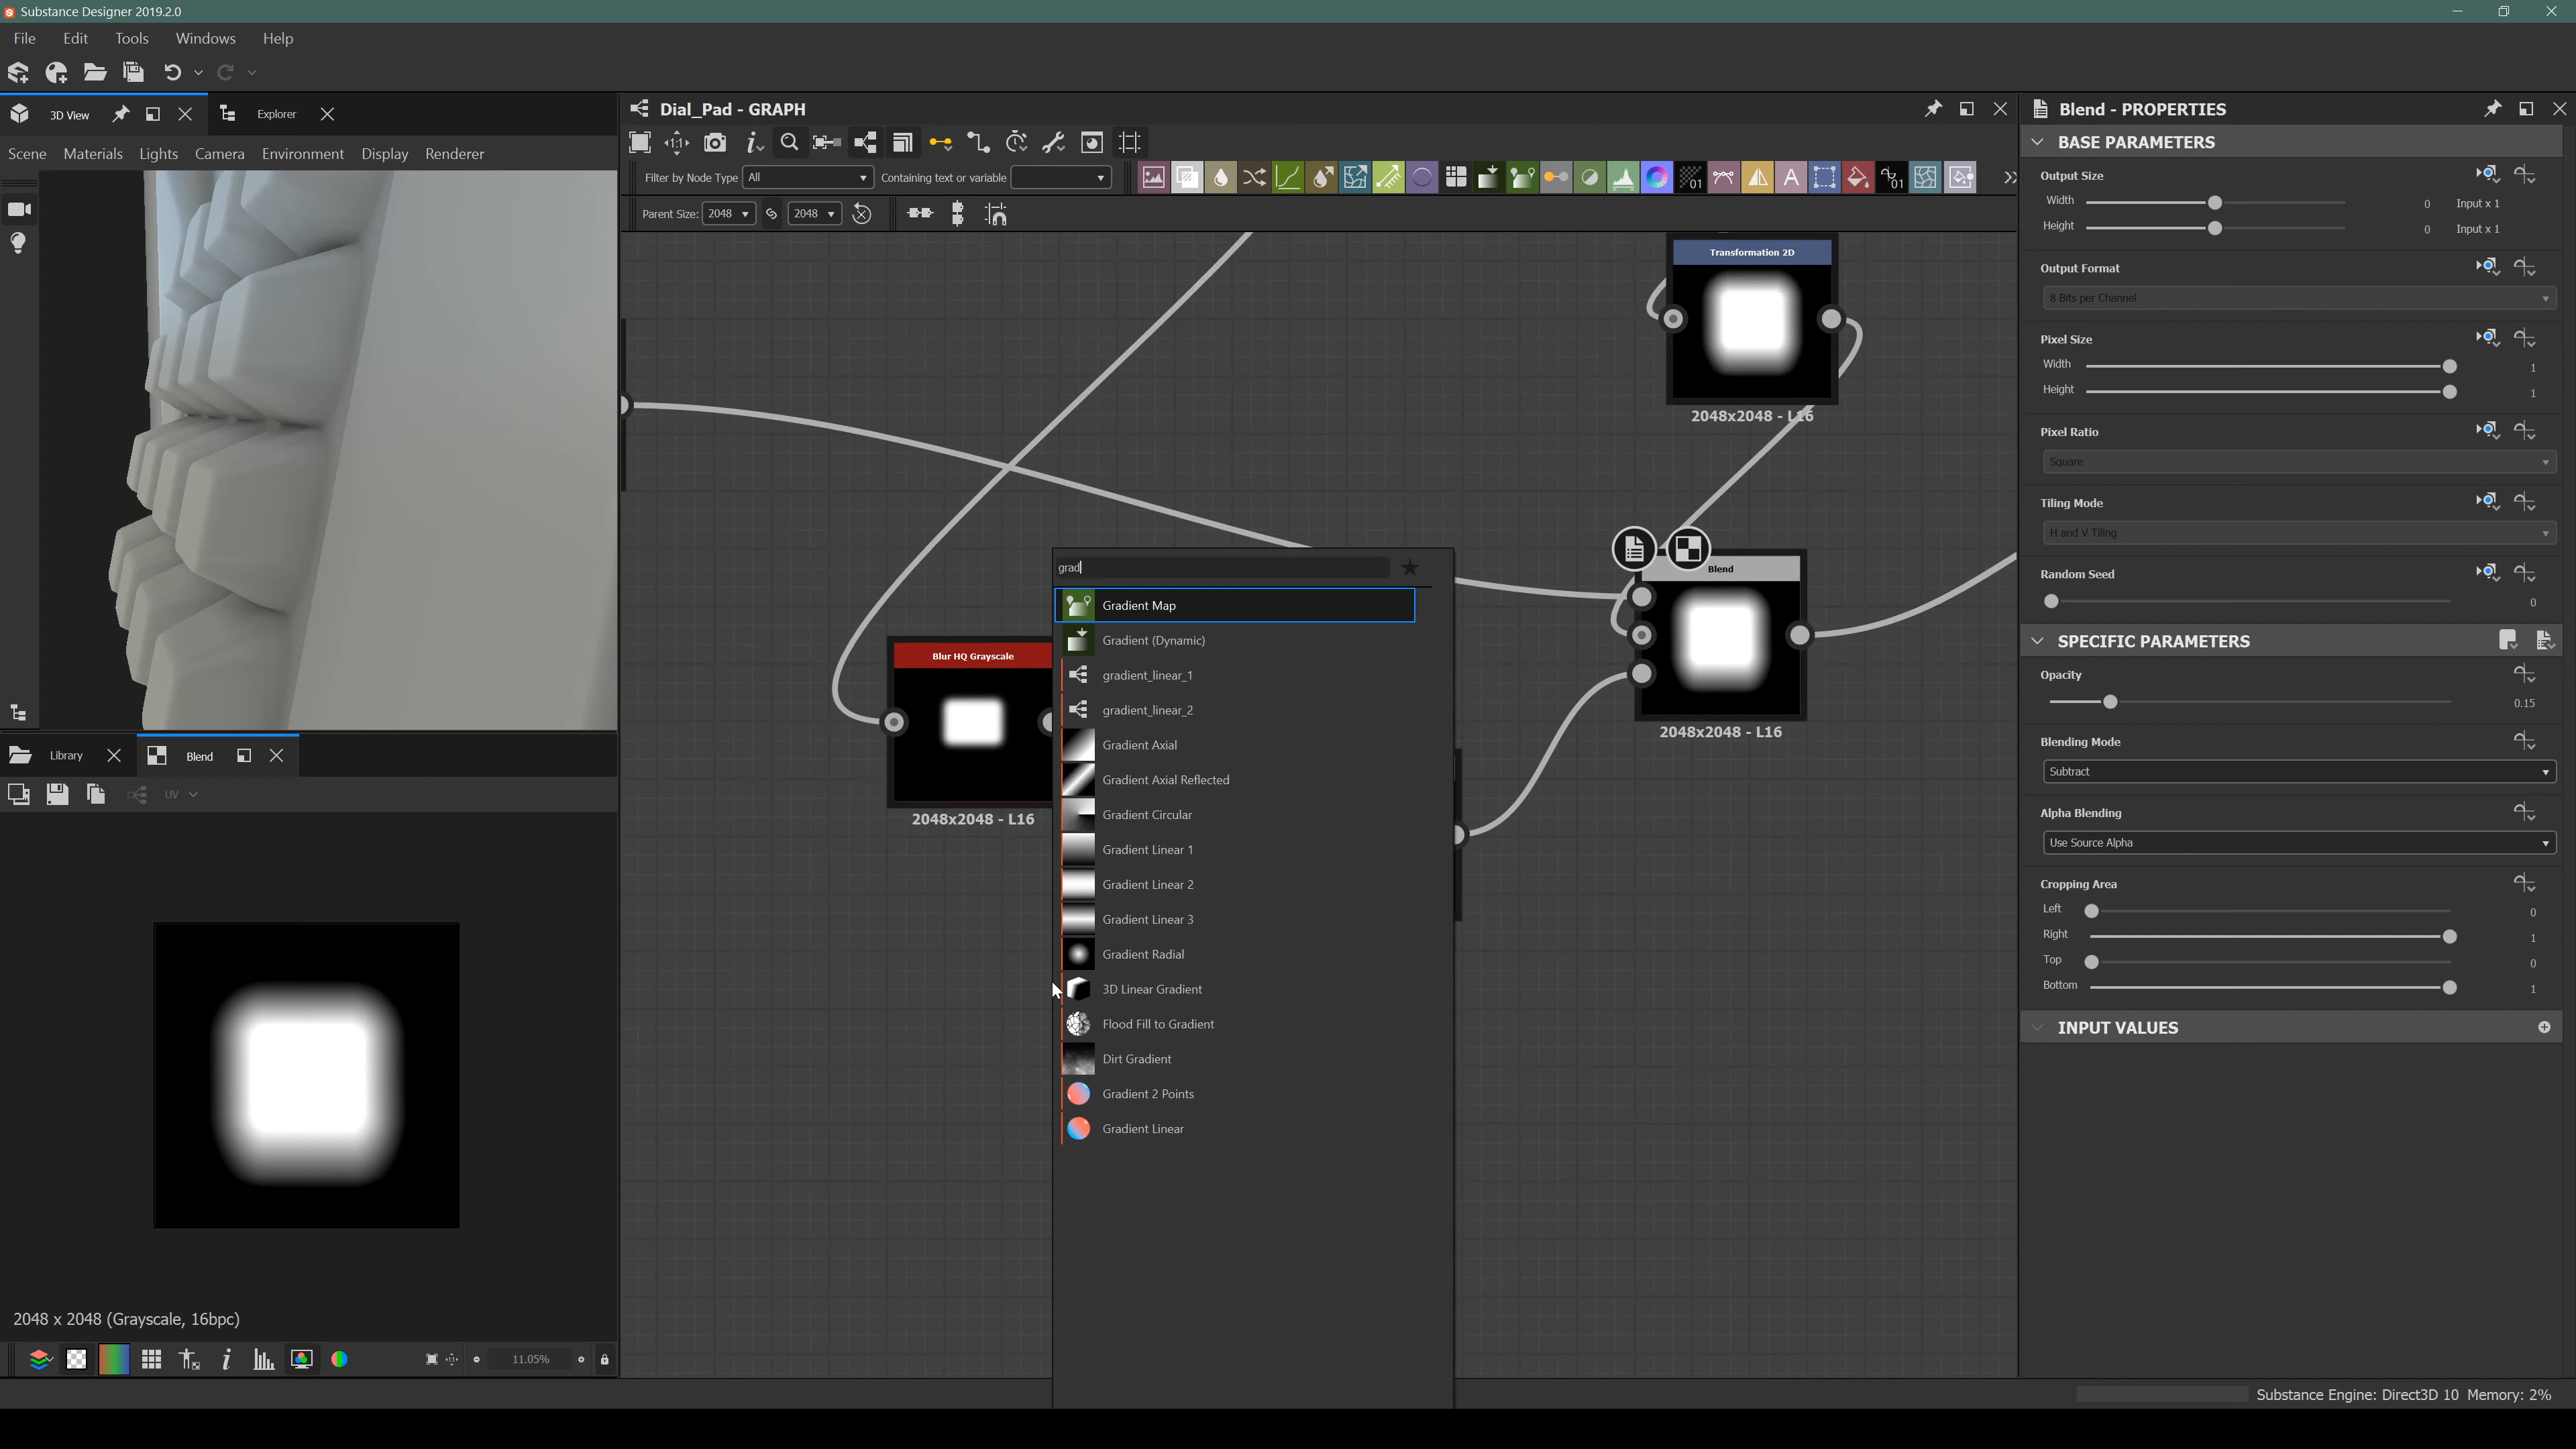 Substance Designer 2019.2.0
File Edit Tools Windows Help
3D View Explorer
Scene Materials Lights Camera Environment Display Renderer
Library Blend
UV
2048 x 2048 (Grayscale, 16bpc)
11.05%
Dial_Pad - GRAPH
1:1
Filter by Node Type All Containing text or variable
01 A 01
Parent Size: 2048 2048
Transformation 2D
2048x2048 - L16
Blend
2048x2048 - L16
Blur HQ Grayscale
2048x2048 - L16
grad
Gradient Map
Gradient (Dynamic)
gradient_linear_1
gradient_linear_2
Gradient Axial
Gradient Axial Reflected
Gradient Circular
Gradient Linear 1
Gradient Linear 2
Gradient Linear 3
Gradient Radial
3D Linear Gradient
Flood Fill to Gradient
Dirt Gradient
Gradient 2 Points
Gradient Linear
Blend - PROPERTIES
BASE PARAMETERS
Output Size
Width 0 Input x 1
Height 0 Input x 1
Output Format
8 Bits per Channel
Pixel Size
Width 1
Height 1
Pixel Ratio
Square
Tiling Mode
H and V Tiling
Random Seed
0
SPECIFIC PARAMETERS
Opacity
0.15
Blending Mode
Subtract
Alpha Blending
Use Source Alpha
Cropping Area
Left 0
Right 1
Top 0
Bottom 1
INPUT VALUES
Substance Engine: Direct3D 10 Memory: 2%